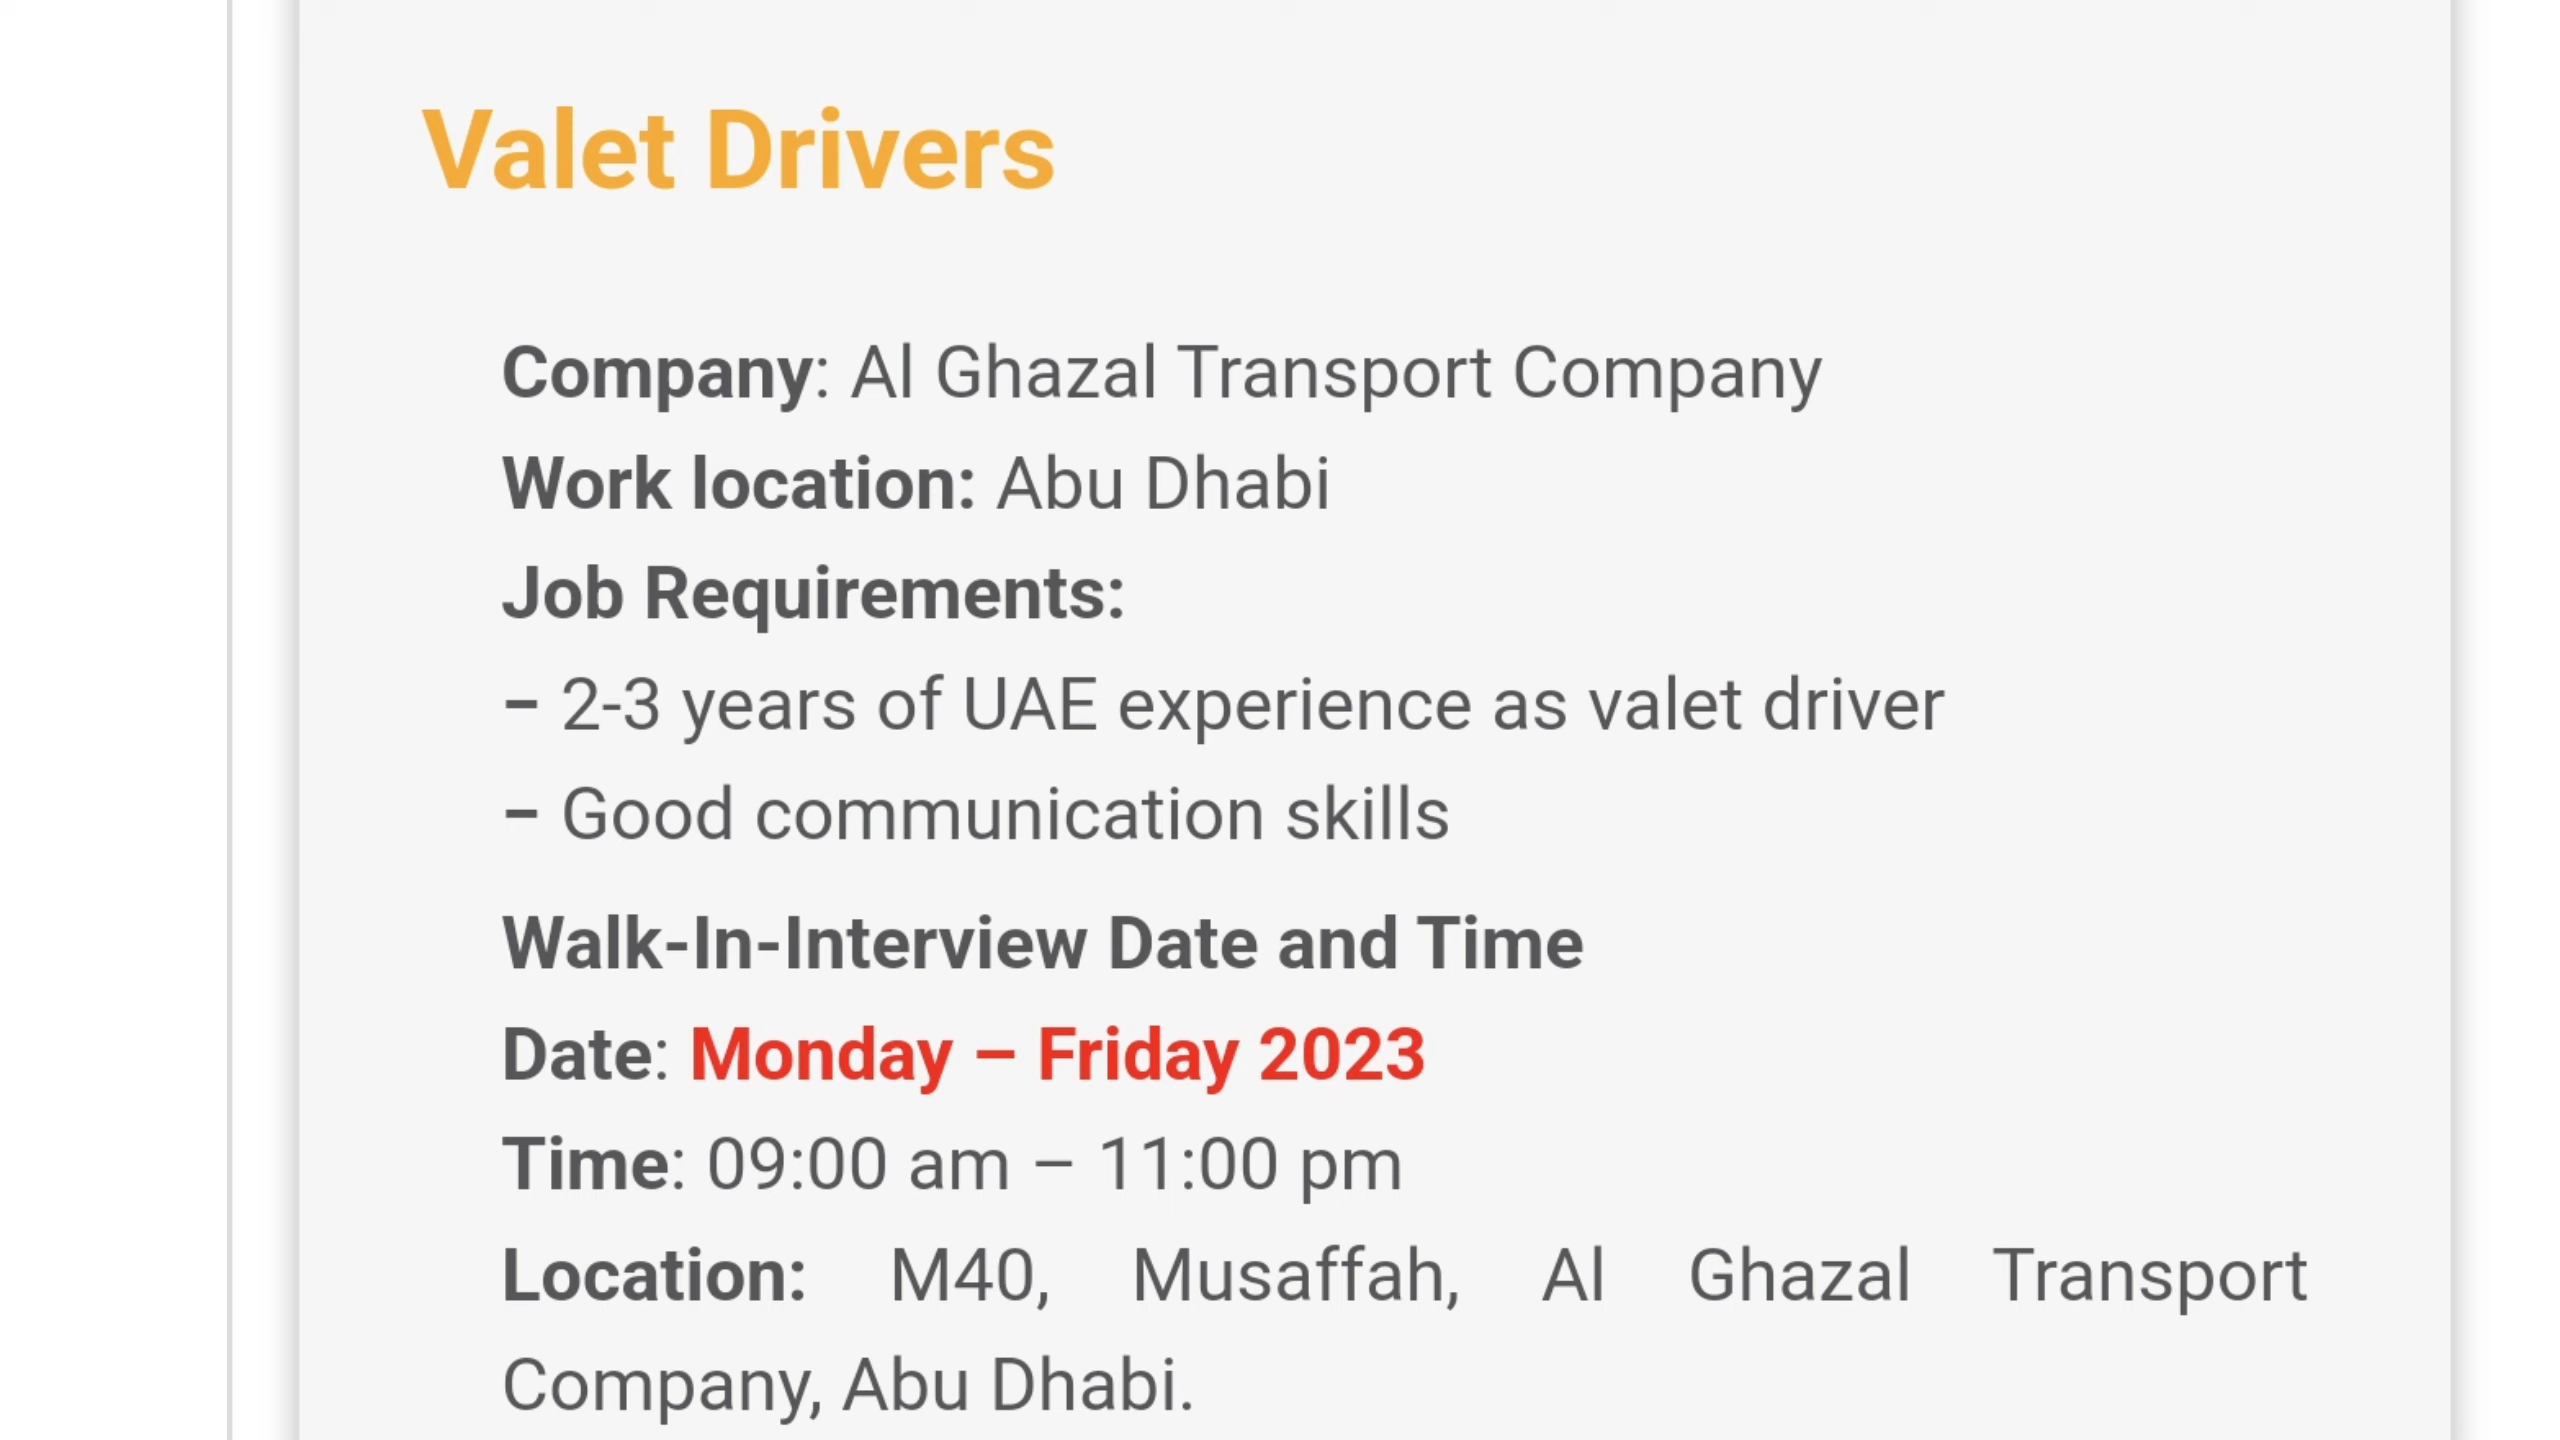 Valet Drivers
Company: Al Ghazal Transport Company
Work location: Abu Dhabi
Job Requirements:
– 2-3 years of UAE experience as valet driver
– Good communication skills
Walk-In-Interview Date and Time
Date: Monday – Friday 2023
Time: 09:00 am – 11:00 pm
Location: M40, Musaffah, Al Ghazal Transport
Company, Abu Dhabi.